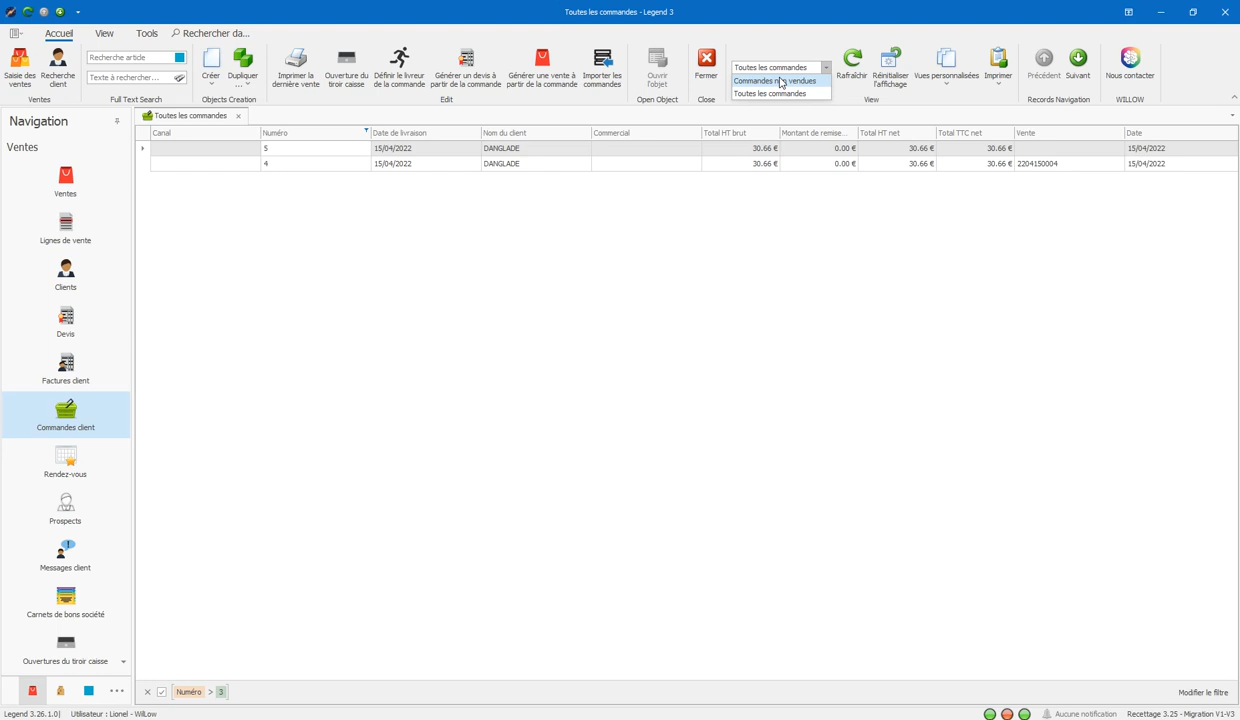 Toutes les commandes - Legend 3
Accueil View Tools Rechercher da...
Saisie des ventes
Recherche cliente
Recherche article
Texte à rechercher...
Créer
Dupliquer ...
Imprimer la dernière vente
Ouverture du tiroir caisse
Définir le livreur de la commande
Générer un devis à partir de la commande
Générer une vente à partir de la commande
Importer les commandes
Ouvrir l'objet
Fermer
Toutes les commandes
Commandes non vendues
Toutes les commandes
Rafraîchir
Réinitialiser l'affichage
Vues personnalisées
Imprimer
Précédent
Suivant
Nous contacter
Ventes Full Text Search Objects Creation Edit Open Object Close View Records Navigation WILLOW
Navigation
Toutes les commandes
Ventes
Ventes
Lignes de vente
Clients
Devis
Factures client
Commandes client
Rendez-vous
Prospects
Messages client
Carnets de bons société
Ouvertures du tiroir caisse
Canal Numéro Date de livraison Nom du client Commercial Total HT brut Montant de remise... Total HT net Total TTC net Vente Date
5 15/04/2022 DANGLADE 30.66 € 0.00 € 30.66 € 30.66 € 15/04/2022
4 15/04/2022 DANGLADE 30.66 € 0.00 € 30.66 € 30.66 € 2204150004 15/04/2022
Numéro > 3
Modifier le filtre
Legend 3.26.1.0| Utilisateur : Lionel - WilLow
Aucune notification Recettage 3.25 - Migration V1-V3